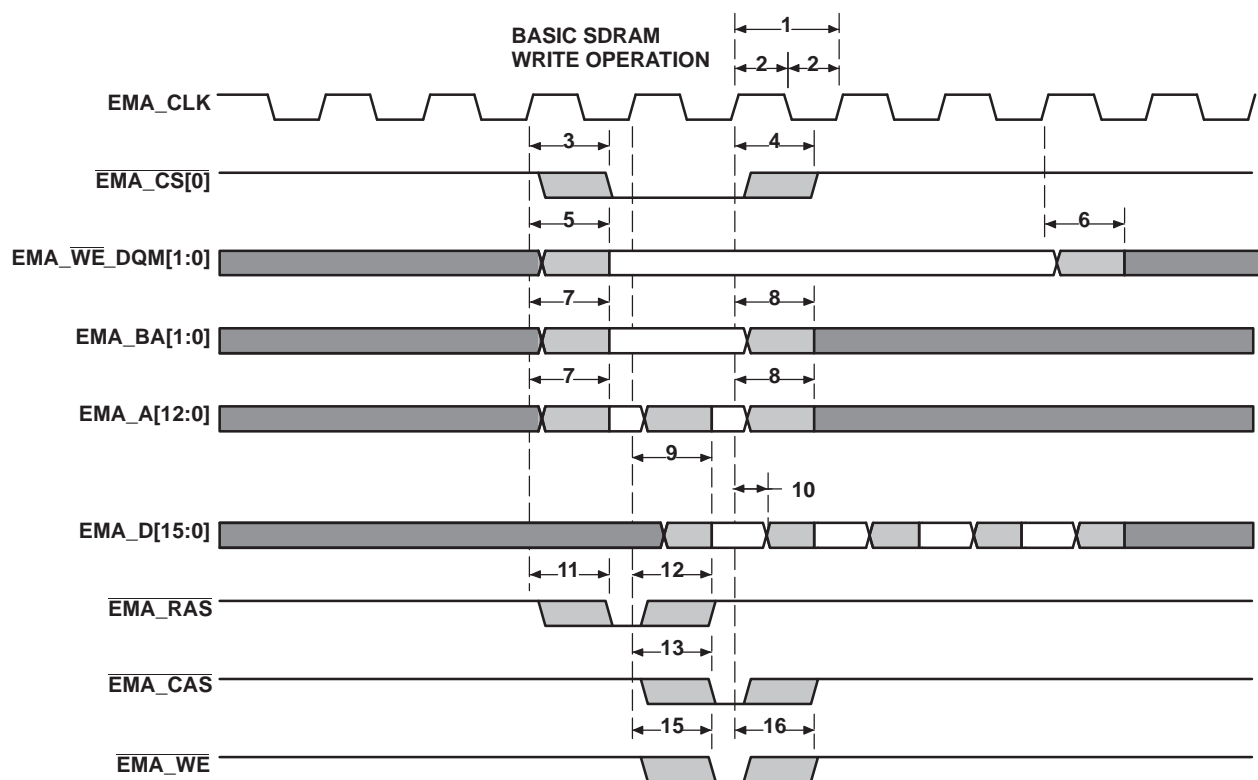 BASIC SDRAM
WRITE OPERATION
1
2 2
EMA_CLK
3 4
EMA_CS[0]
5 6
EMA_WE_DQM[1:0]
7 8
EMA_BA[1:0]
7 8
EMA_A[12:0]
9
10
EMA_D[15:0]
11 12
EMA_RAS
13
EMA_CAS
15 16
EMA_WE